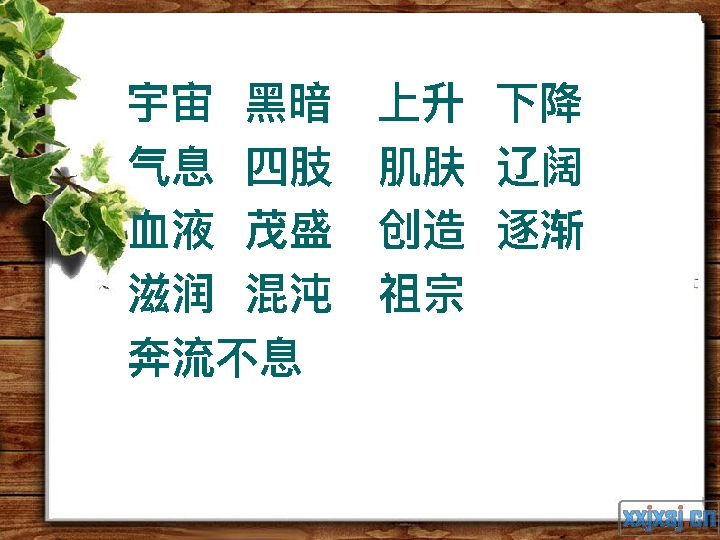 宇宙 黑暗 上升 下降
气息 四肢 肌肤 辽阔
血液 茂盛 创造 逐渐
滋润 混沌 祖宗
奔流不息
xxjxsj.cn